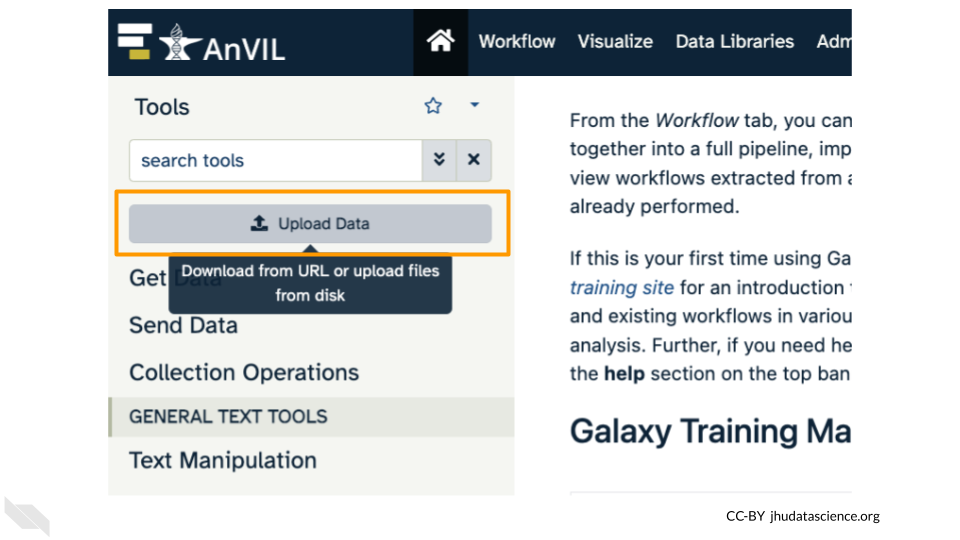 AnVIL
Workflow Visualize Data Libraries Adm
Tools
search tools
Upload Data
Download from URL or upload files
from disk
Get Data
Send Data
Collection Operations
GENERAL TEXT TOOLS
Text Manipulation
From the Workflow tab, you can
together into a full pipeline, imp
view workflows extracted from a
already performed.
If this is your first time using Ga
training site for an introduction
and existing workflows in variou
analysis. Further, if you need he
the help section on the top ban
Galaxy Training Ma
CC-BY jhudatascience.org